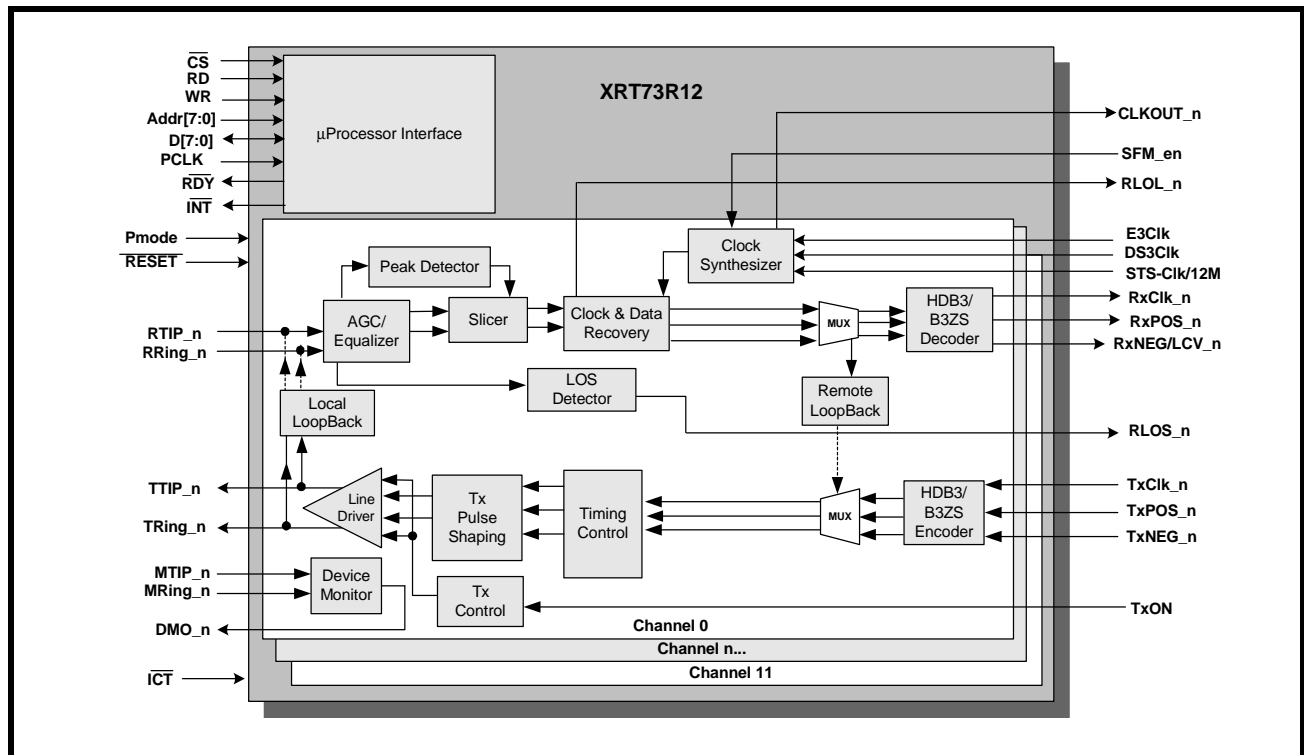 XRT73R12
CS
RD
WR
Addr[7:0]
D[7:0]
PCLK
RDY
INT
Pmode
RESET
RTIP_n
RRing_n
TTIP_n
TRing_n
MTIP_n
MRing_n
DMO_n
ICT
µProcessor Interface
Peak Detector
AGC/
Equalizer
Slicer
Clock & Data
Recovery
Clock
Synthesizer
MUX
HDB3/
B3ZS
Decoder
LOS
Detector
Remote
LoopBack
Local
LoopBack
Line
Driver
Tx
Pulse
Shaping
Timing
Control
MUX
HDB3/
B3ZS
Encoder
Device
Monitor
Tx
Control
Channel 0
Channel n...
Channel 11
CLKOUT_n
SFM_en
RLOL_n
E3Clk
DS3Clk
STS-Clk/12M
RxClk_n
RxPOS_n
RxNEG/LCV_n
RLOS_n
TxClk_n
TxPOS_n
TxNEG_n
TxON